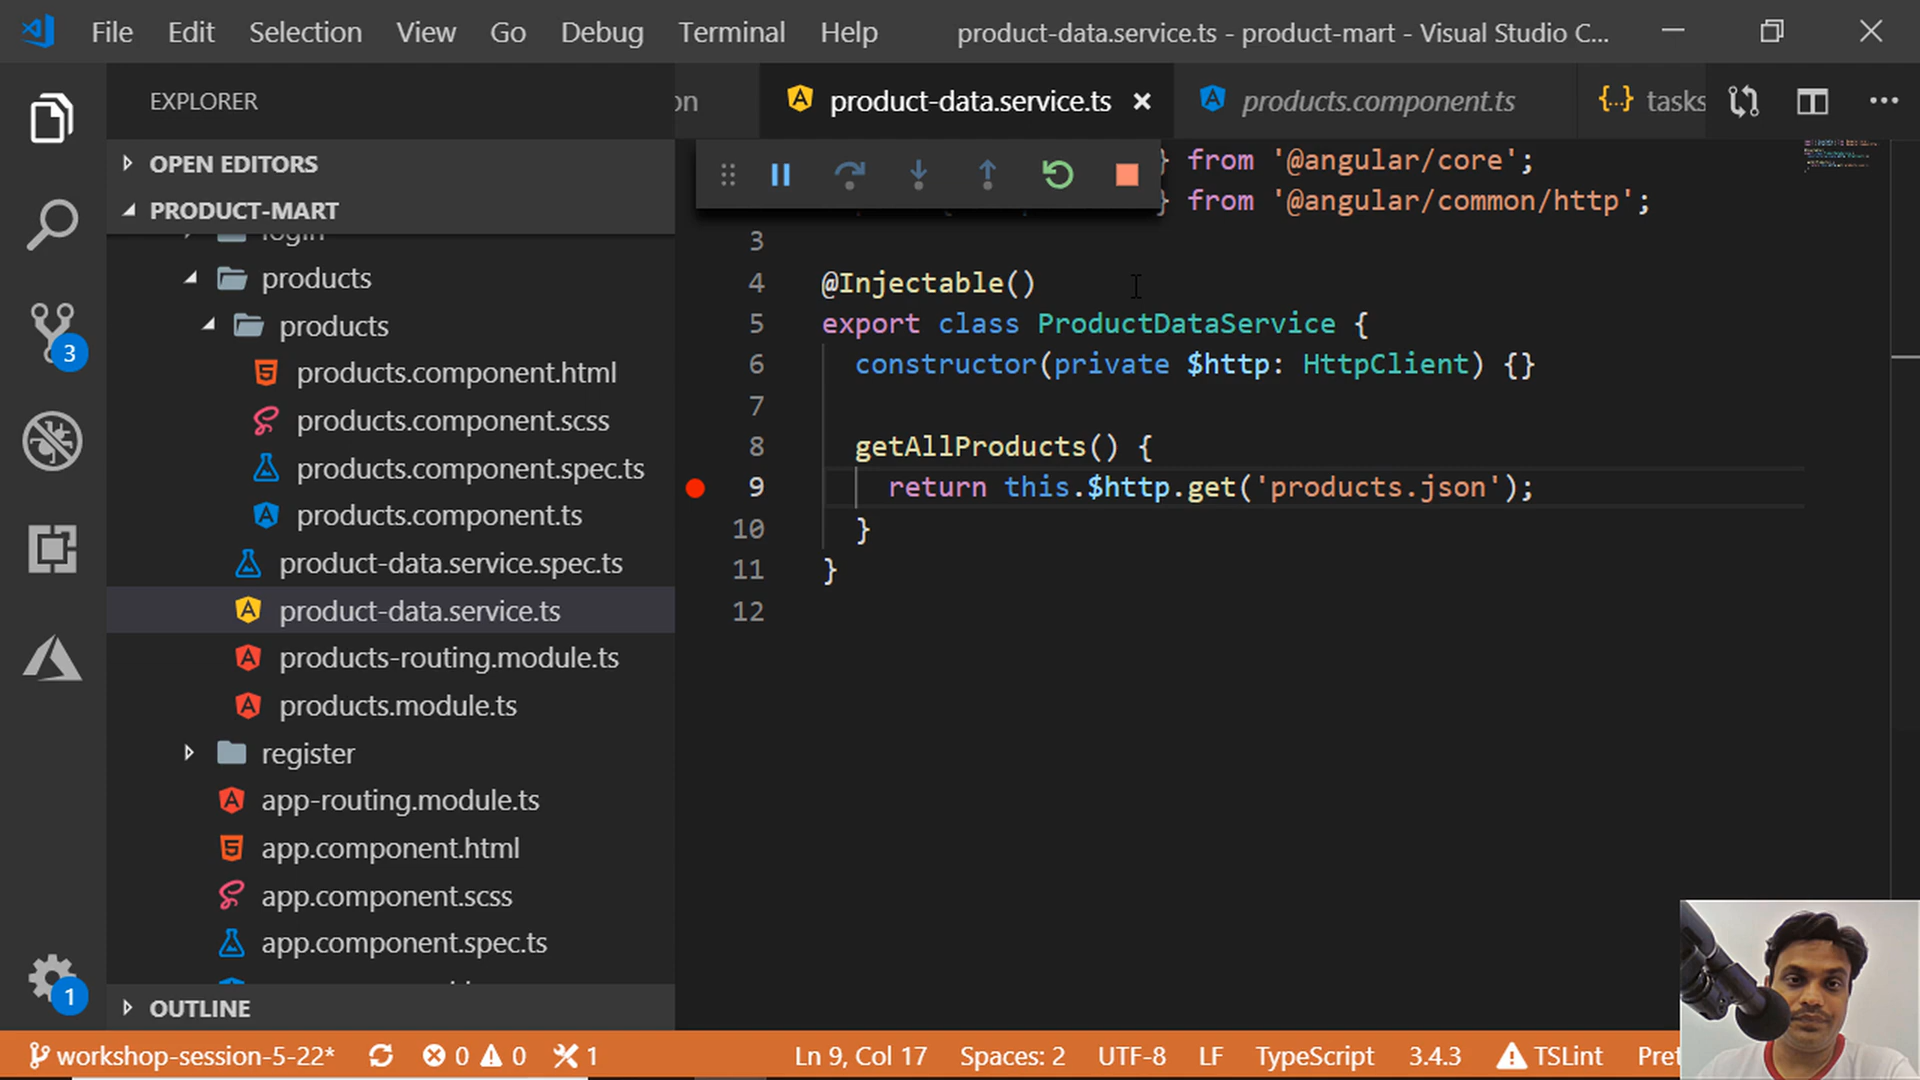 File Edit Selection View Go Debug Terminal Help product-data.service.ts - product-mart - Visual Studio C...
EXPLORER
on product-data.service.ts products.component.ts {..} tasks
OPEN EDITORS
PRODUCT-MART
login
products
products
products.component.html
products.component.scss
products.component.spec.ts
products.component.ts
product-data.service.spec.ts
product-data.service.ts
products-routing.module.ts
products.module.ts
register
app-routing.module.ts
app.component.html
app.component.scss
app.component.spec.ts
OUTLINE
3
1
} from '@angular/core';
} from '@angular/common/http';
3
4 @Injectable()
5 export class ProductDataService {
6 constructor(private $http: HttpClient) {}
7
8 getAllProducts() {
9 return this.$http.get('products.json');
10 }
11 }
12
workshop-session-5-22* 0 0 1 Ln 9, Col 17 Spaces: 2 UTF-8 LF TypeScript 3.4.3 TSLint Pret